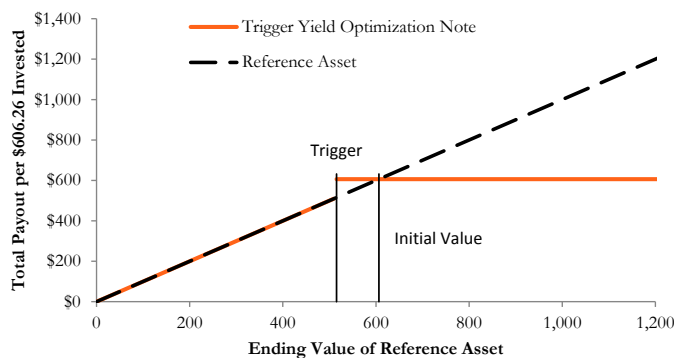 $1,400
Trigger Yield Optimization Note
$1,200
Reference Asset
$1,000
$800
Trigger
$600
$400
Initial Value
$200
$0
Total Payout per $606.26 Invested
0 200 400 600 800 1,000 1,200
Ending Value of Reference Asset